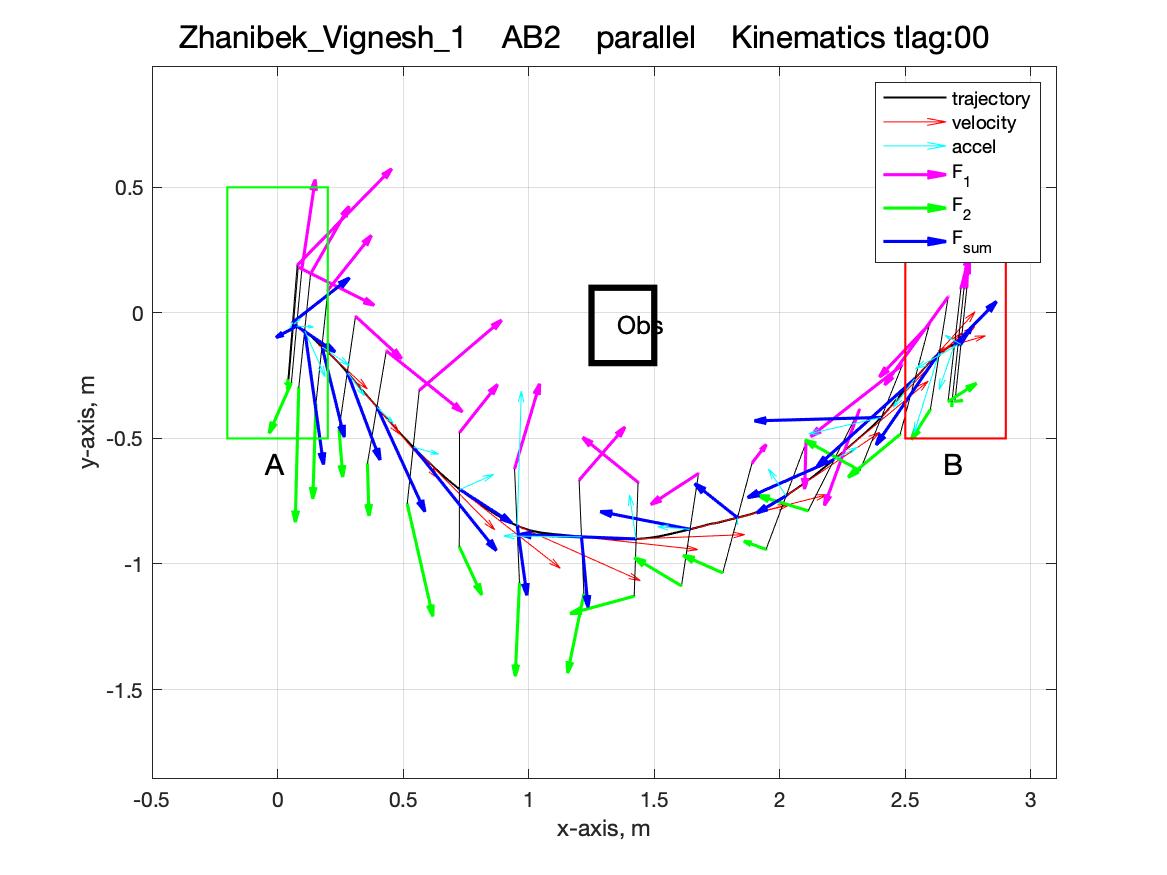 Zhanibek_Vignesh_1 AB2 parallel Kinematics tlag:00
trajectory
velocity
accel
F1
F2
Fsum
0.5
0
-0.5
-1
-1.5
y-axis, m
Obs
A
B
-0.5 0 0.5 1 1.5 2 2.5 3
x-axis, m